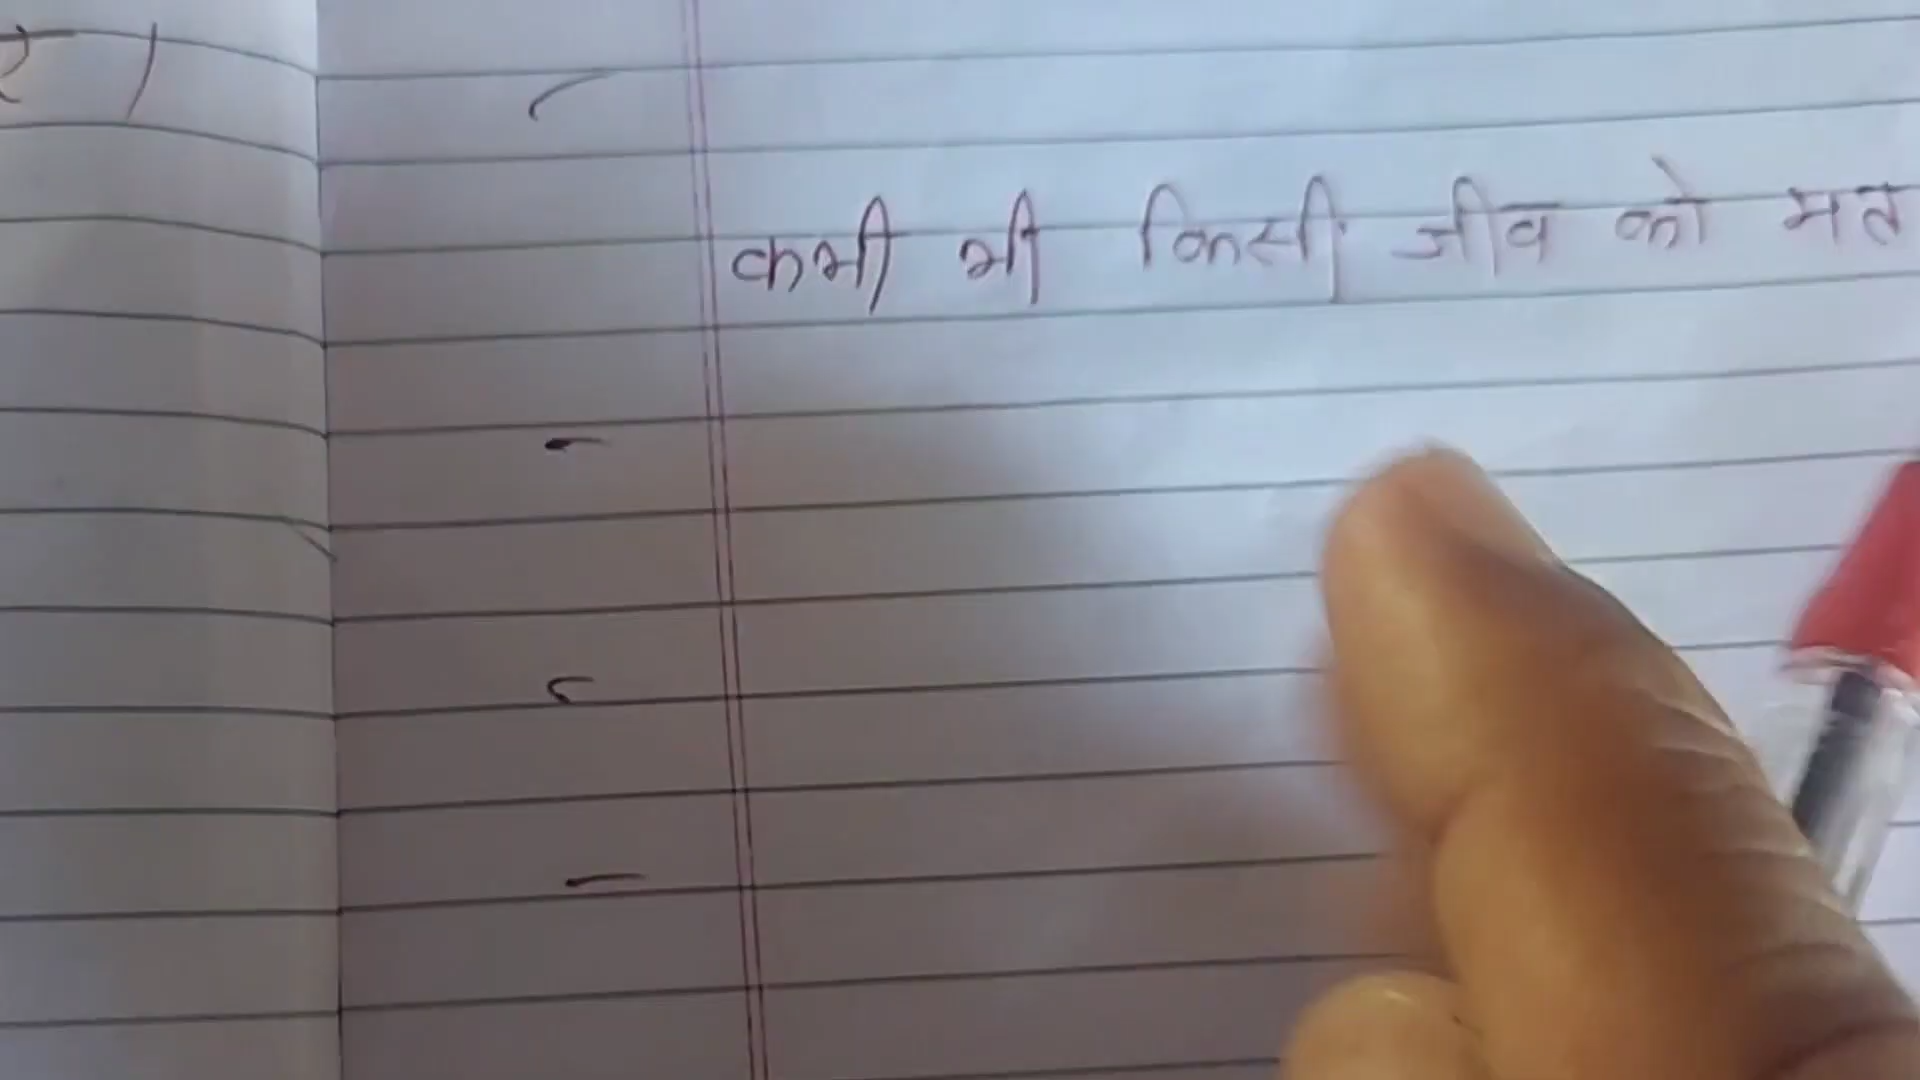 कभी भी किसी जीव को मत